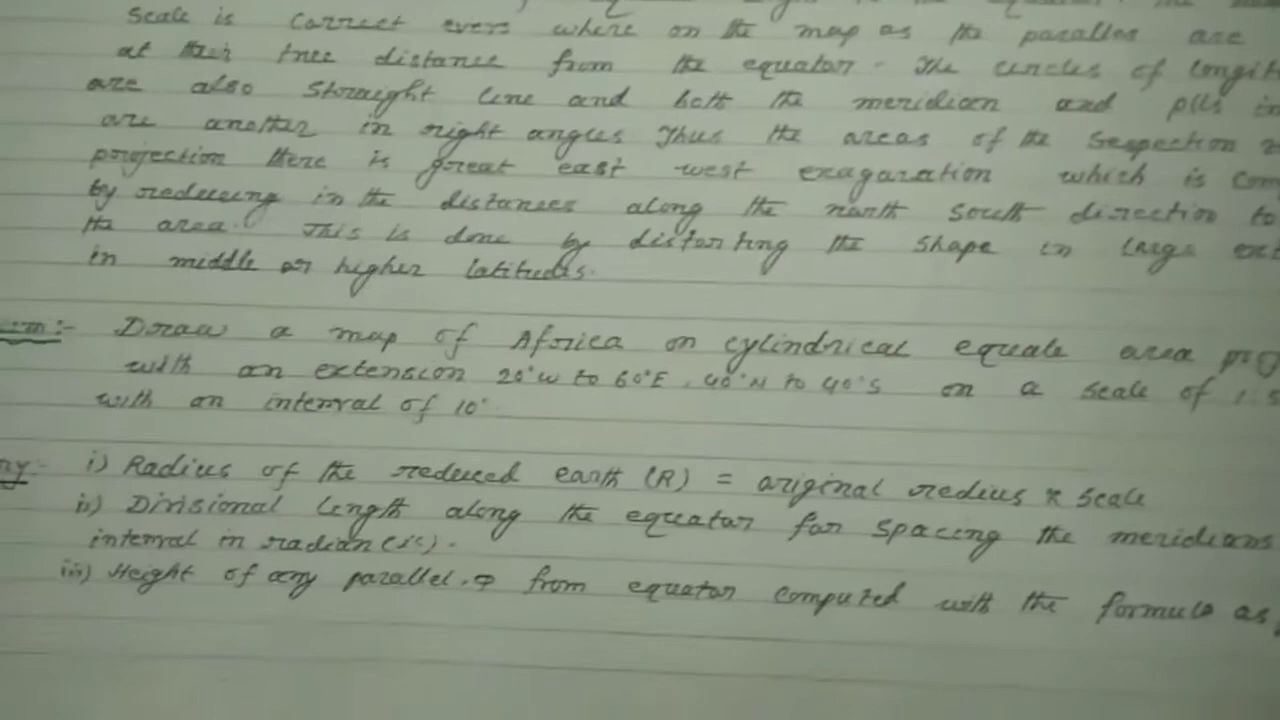 Scale is correct every where on the map as the paralles are
at their true distance from the equator. The circles of longit
are also straight line and both the meridian and plls in
are another in right angles Thus the areas of the
projection there is great east west exagaration which is com
by reducing in the distances along the north south direction to
the area. This is done by distorting the shape in large
in middle or higher latitudes.
Draw a map of Africa on cylindrical equale area proj
with an extension 20°W to 60°E, 40°N to 40°S on a scale of 1:5
with an interval of 10°
i) Radius of the reduced earth (R) = original redius x scale
ii) Divisional length along the equator for spacing the meridians
interval in radian
iii) Height of any parallel, φ from equator computed with the formula as